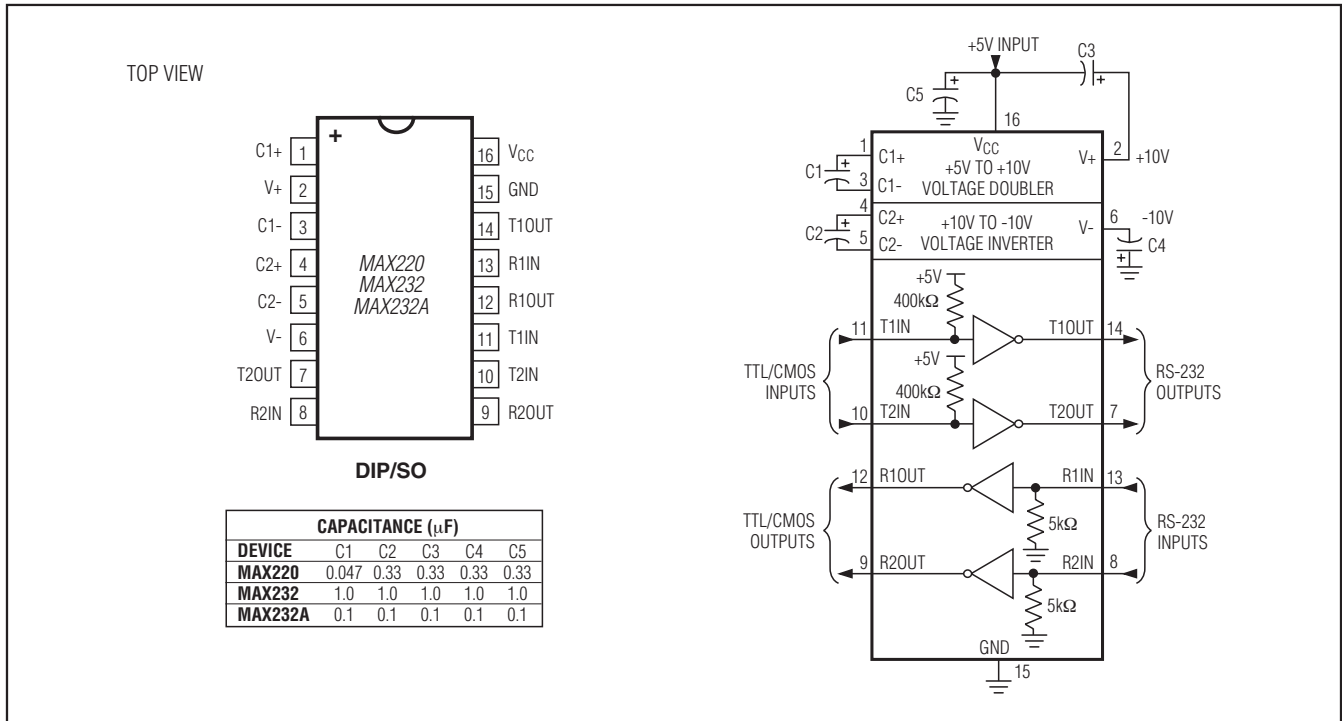 TOP VIEW
+
C1+ 1
V+ 2
C1- 3
C2+ 4
C2- 5
V- 6
T2OUT 7
R2IN 8
16 VCC
15 GND
14 T1OUT
13 R1IN
12 R1OUT
11 T1IN
10 T2IN
9 R2OUT
MAX220
MAX232
MAX232A
DIP/SO
CAPACITANCE (μF)
DEVICE C1 C2 C3 C4 C5
MAX220 0.047 0.33 0.33 0.33 0.33
MAX232 1.0 1.0 1.0 1.0 1.0
MAX232A 0.1 0.1 0.1 0.1 0.1
+5V INPUT
C3
+
C5
+
16
VCC
1 C1+
C1 +
3 C1-
+5V TO +10V
VOLTAGE DOUBLER
V+ 2 +10V
4 C2+
C2 +
5 C2-
+10V TO -10V
VOLTAGE INVERTER
V- 6 -10V
C4
+
+5V
400kΩ
11 T1IN
T1OUT 14
+5V
400kΩ
10 T2IN
T2OUT 7
TTL/CMOS
INPUTS
RS-232
OUTPUTS
12 R1OUT
R1IN 13
5kΩ
9 R2OUT
R2IN 8
5kΩ
TTL/CMOS
OUTPUTS
RS-232
INPUTS
GND
15